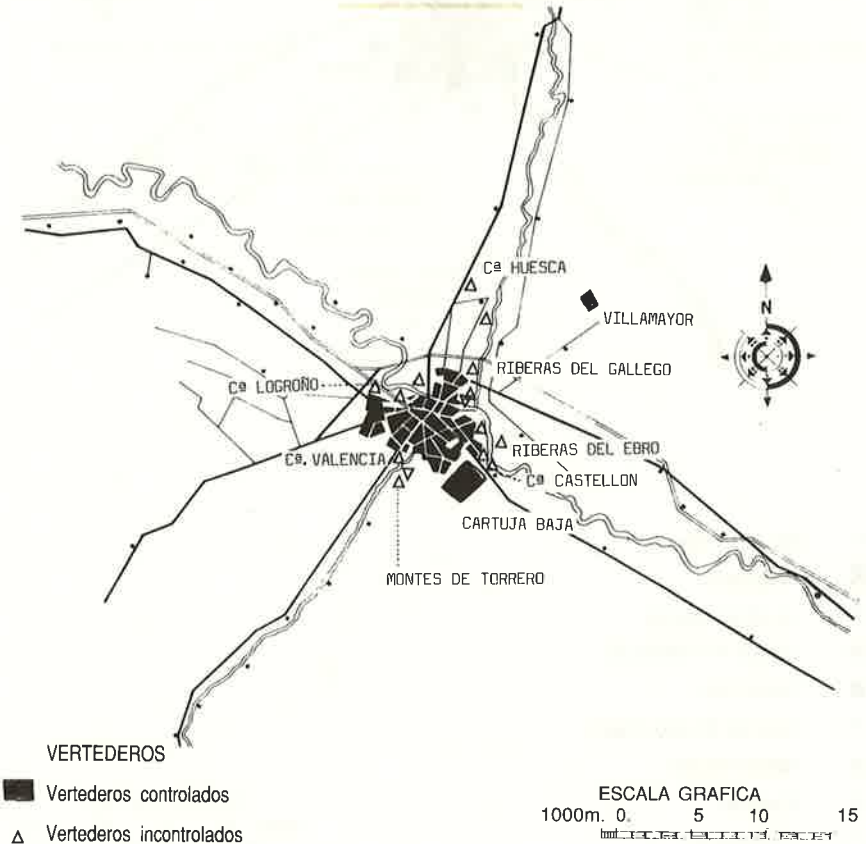 Cª HUESCA
N
VILLAMAYOR
RIBERAS DEL GALLEGO
Cª LOGROÑO
RIBERAS DEL EBRO
Cª. VALENCIA
Cª CASTELLON
CARTUJA BAJA
MONTES DE TORRERO
VERTEDEROS
Vertederos controlados
Vertederos incontrolados
ESCALA GRAFICA
1000m. 0. 5 10 15